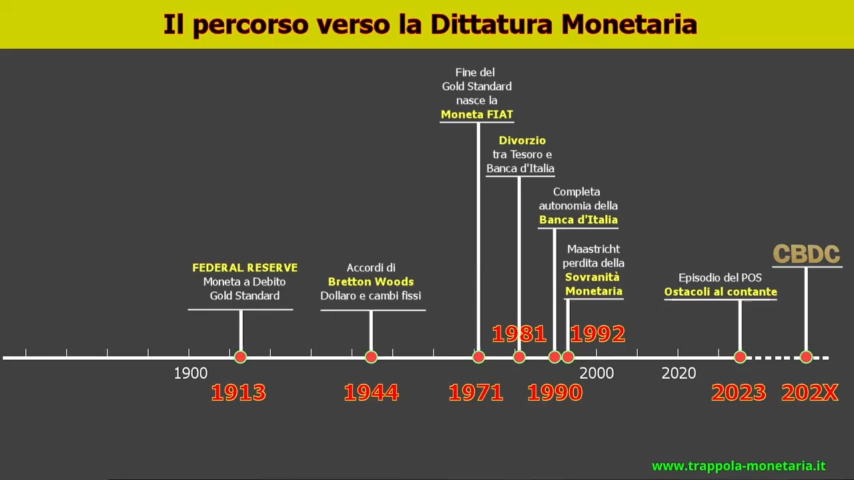 Il percorso verso la Dittatura Monetaria
Fine del
Gold Standard
nasce la
Moneta FIAT
Divorzio
tra Tesoro e
Banca d'Italia
Completa
autonomia della
Banca d'Italia
Maastricht
perdita della
Sovranità
Monetaria
FEDERAL RESERVE
Moneta a Debito
Gold Standard
Accordi di
Bretton Woods
Dollaro e cambi fissi
Episodio del POS
Ostacoli al contante
CBDC
1981
1992
1900
2000
2020
1913
1944
1971
1990
2023
202X
www.trappola-monetaria.it